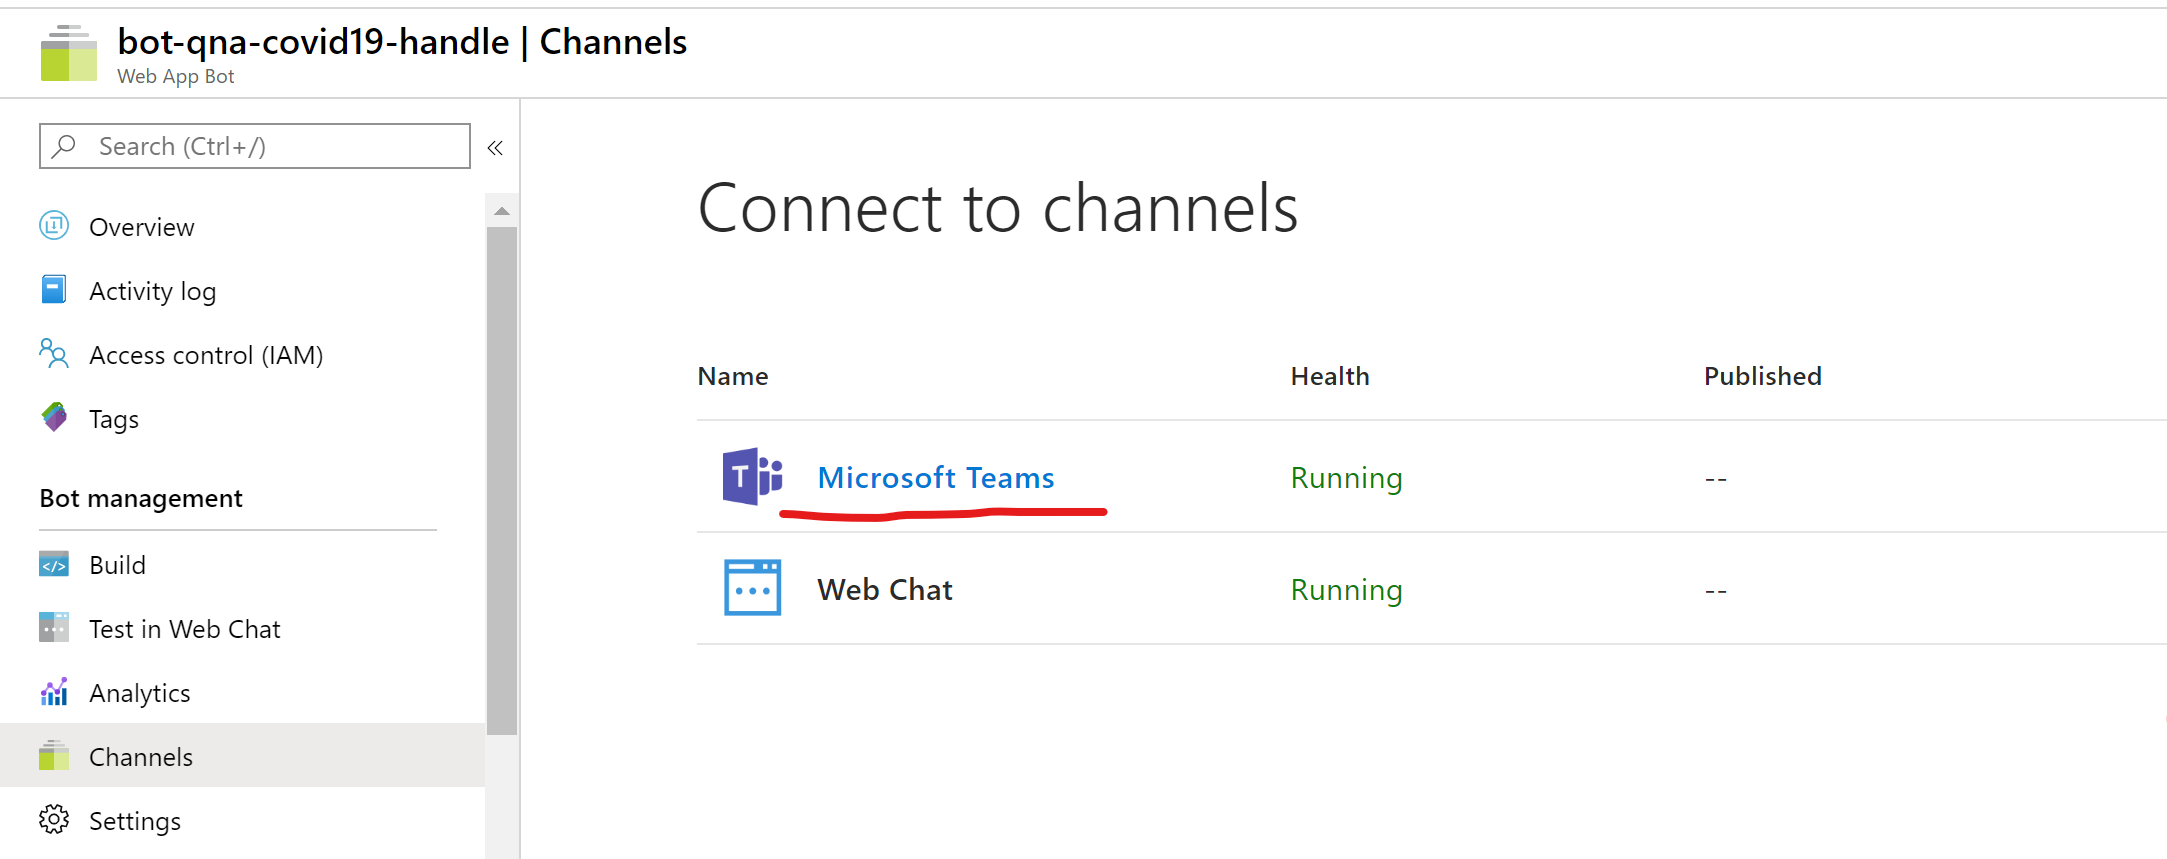 bot-qna-covid19-handle | Channels
Web App Bot
Search (Ctrl+/)
«
Overview
Activity log
Access control (IAM)
Tags
Bot management
Build
Test in Web Chat
Analytics
Channels
Settings
Connect to channels
Name Health Published
T Microsoft Teams Running --
Web Chat Running --